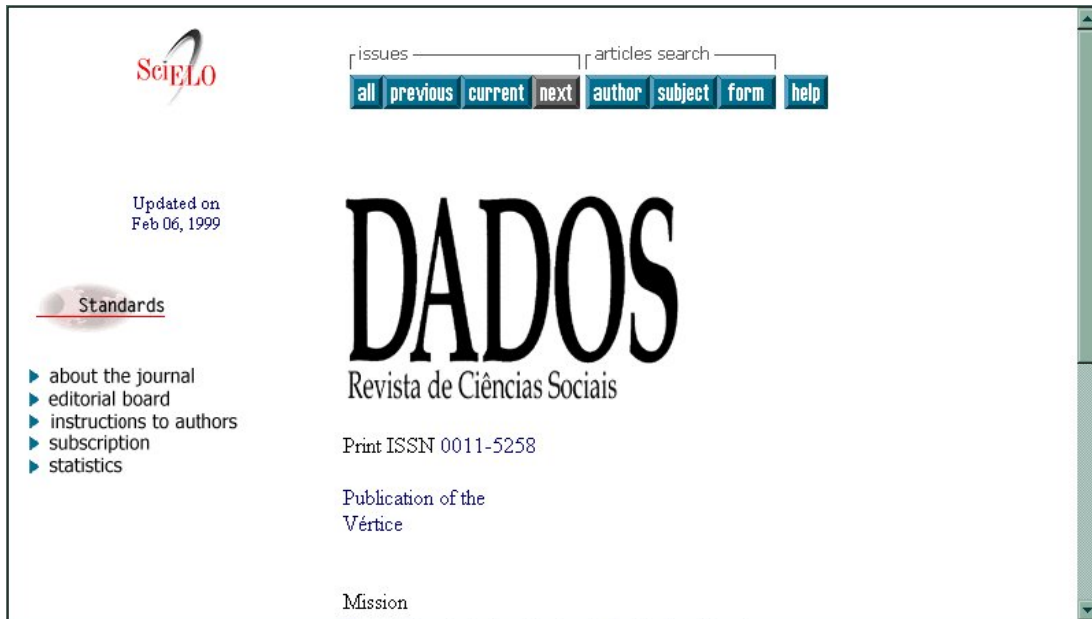 SciELO
issues
articles search
all previous current next author subject form help
Updated on
Feb 06, 1999
Standards
about the journal
editorial board
instructions to authors
subscription
statistics
DADOS
Revista de Ciências Sociais
Print ISSN 0011-5258
Publication of the
Vértice
Mission